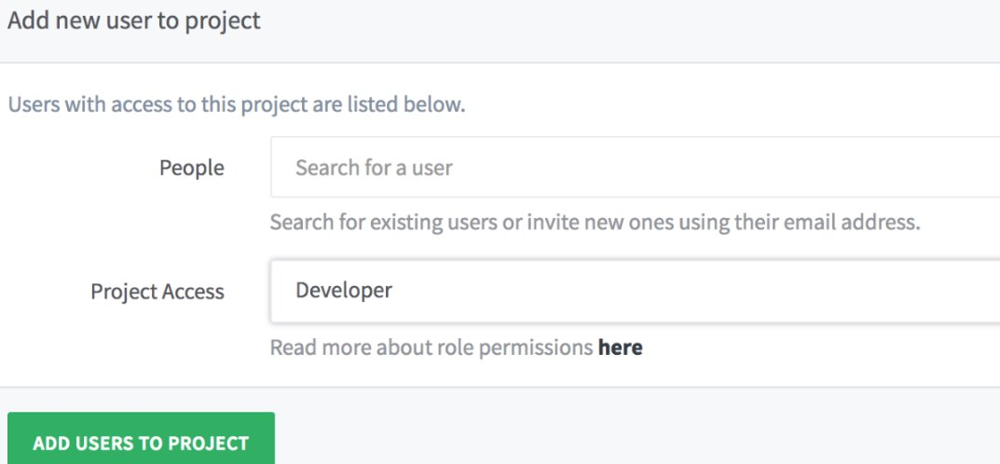 Add new user to project
Users with access to this project are listed below.
People
Search for a user
Search for existing users or invite new ones using their email address.
Project Access
Developer
Read more about role permissions here
ADD USERS TO PROJECT